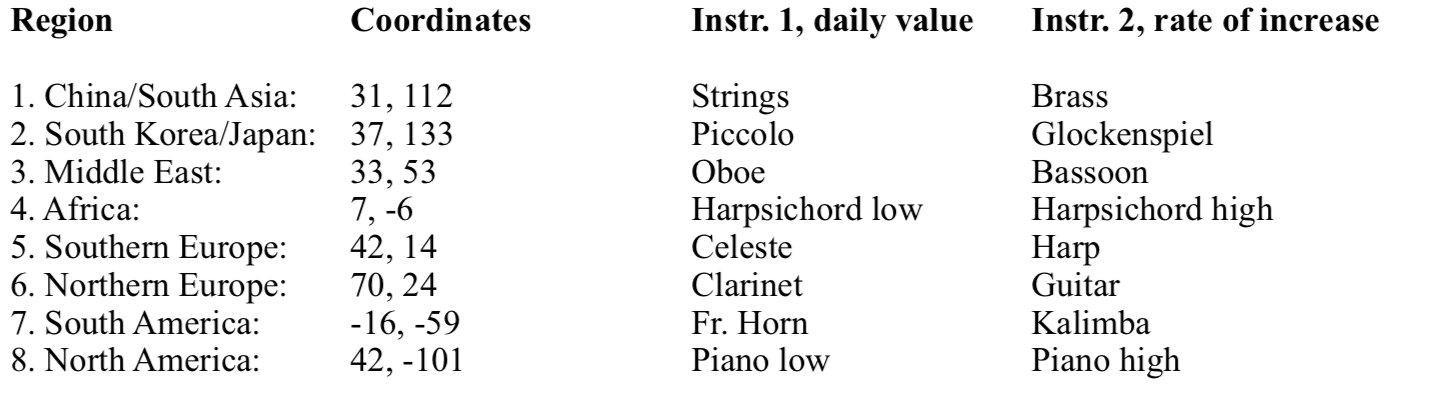 Region Coordinates Instr. 1, daily value Instr. 2, rate of increase
1. China/South Asia: 31, 112 Strings Brass
2. South Korea/Japan: 37, 133 Piccolo Glockenspiel
3. Middle East: 33, 53 Oboe Bassoon
4. Africa: 7, -6 Harpsichord low Harpsichord high
5. Southern Europe: 42, 14 Celeste Harp
6. Northern Europe: 70, 24 Clarinet Guitar
7. South America: -16, -59 Fr. Horn Kalimba
8. North America: 42, -101 Piano low Piano high